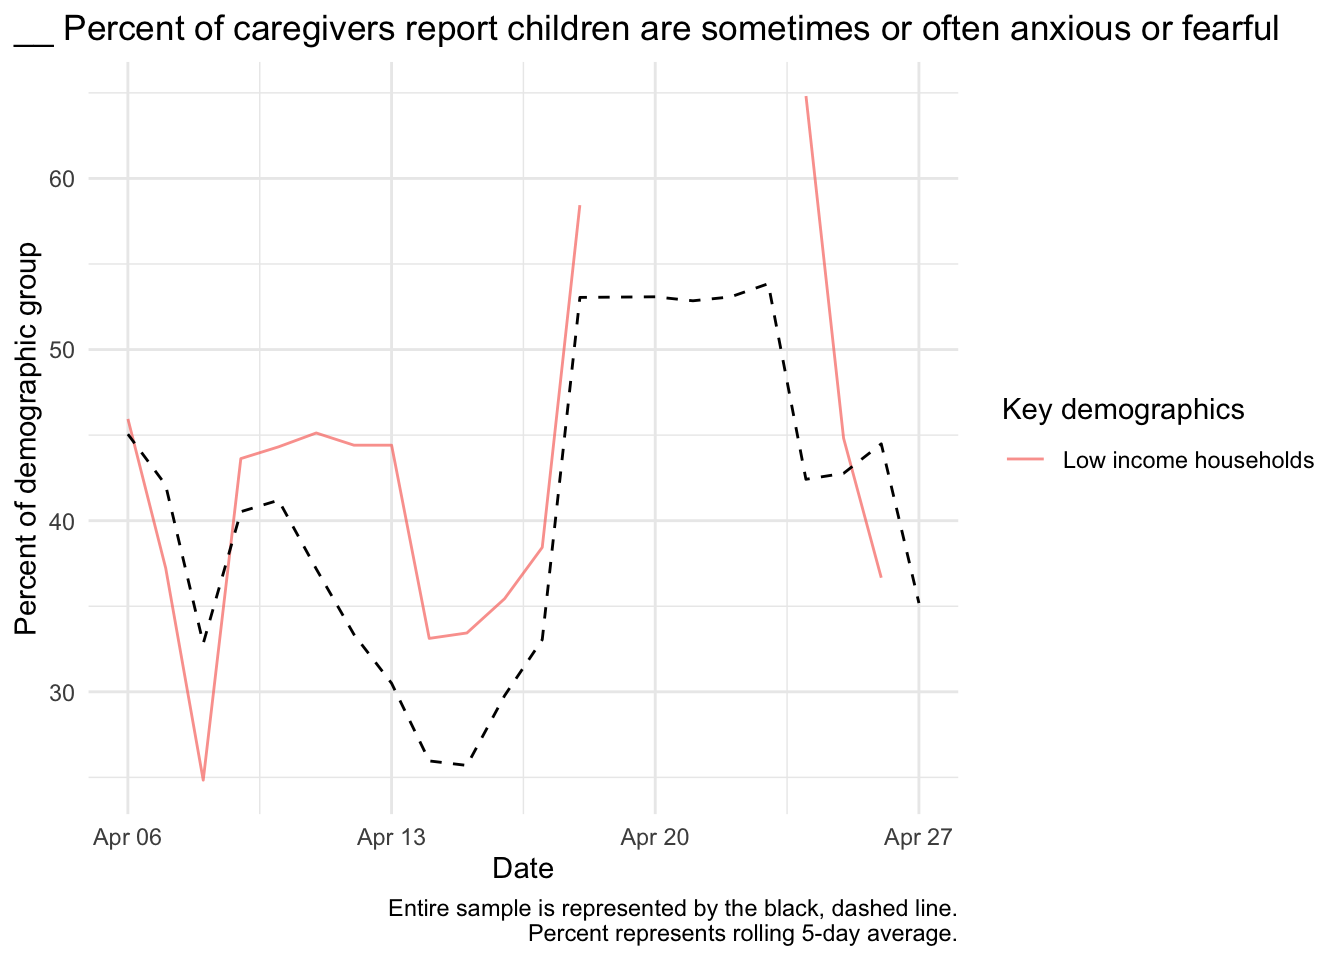 __ Percent of caregivers report children are sometimes or often anxious or fearful
Percent of demographic group
60
50
40
30
Apr 06
Apr 13
Apr 20
Apr 27
Date
Key demographics
Low income households
Entire sample is represented by the black, dashed line.
Percent represents rolling 5-day average.